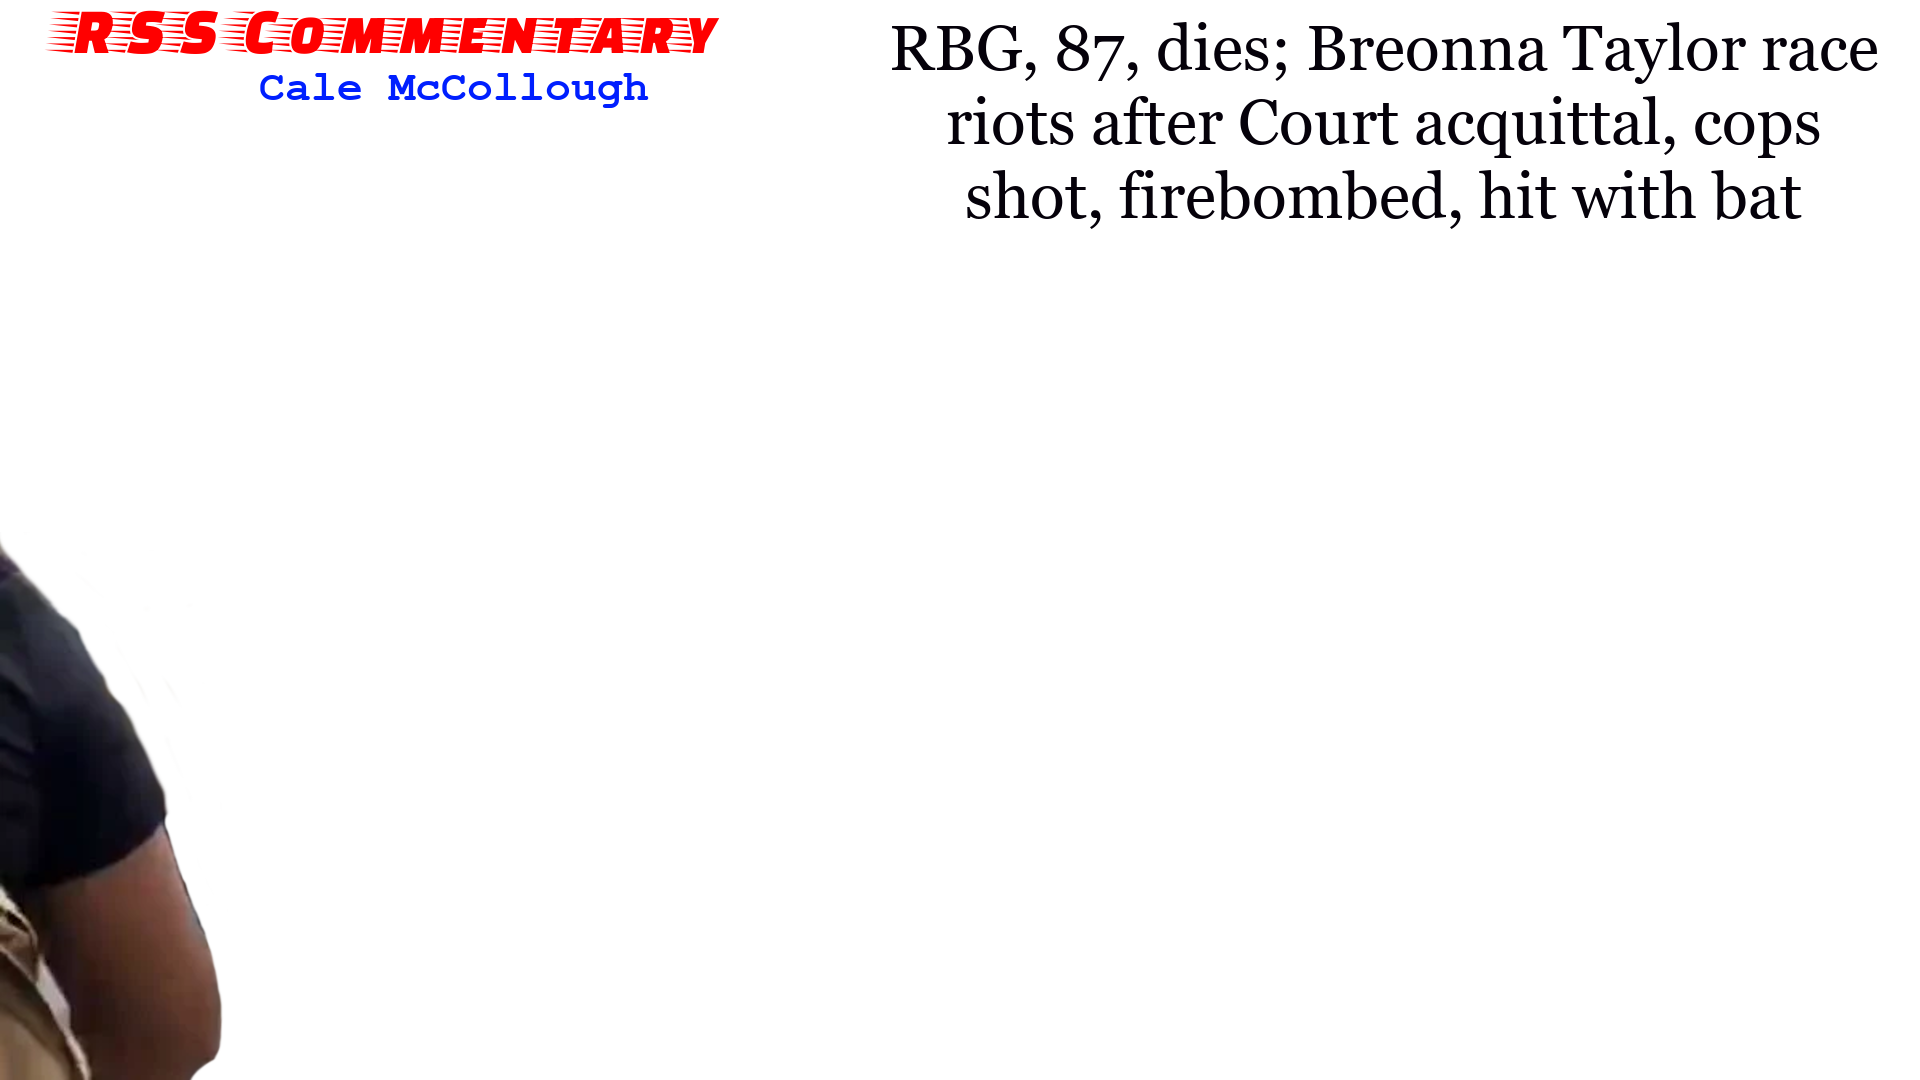 RSS Commentary
Cale McCollough
RBG, 87, dies; Breonna Taylor race
riots after Court acquittal, cops
shot, firebombed, hit with bat